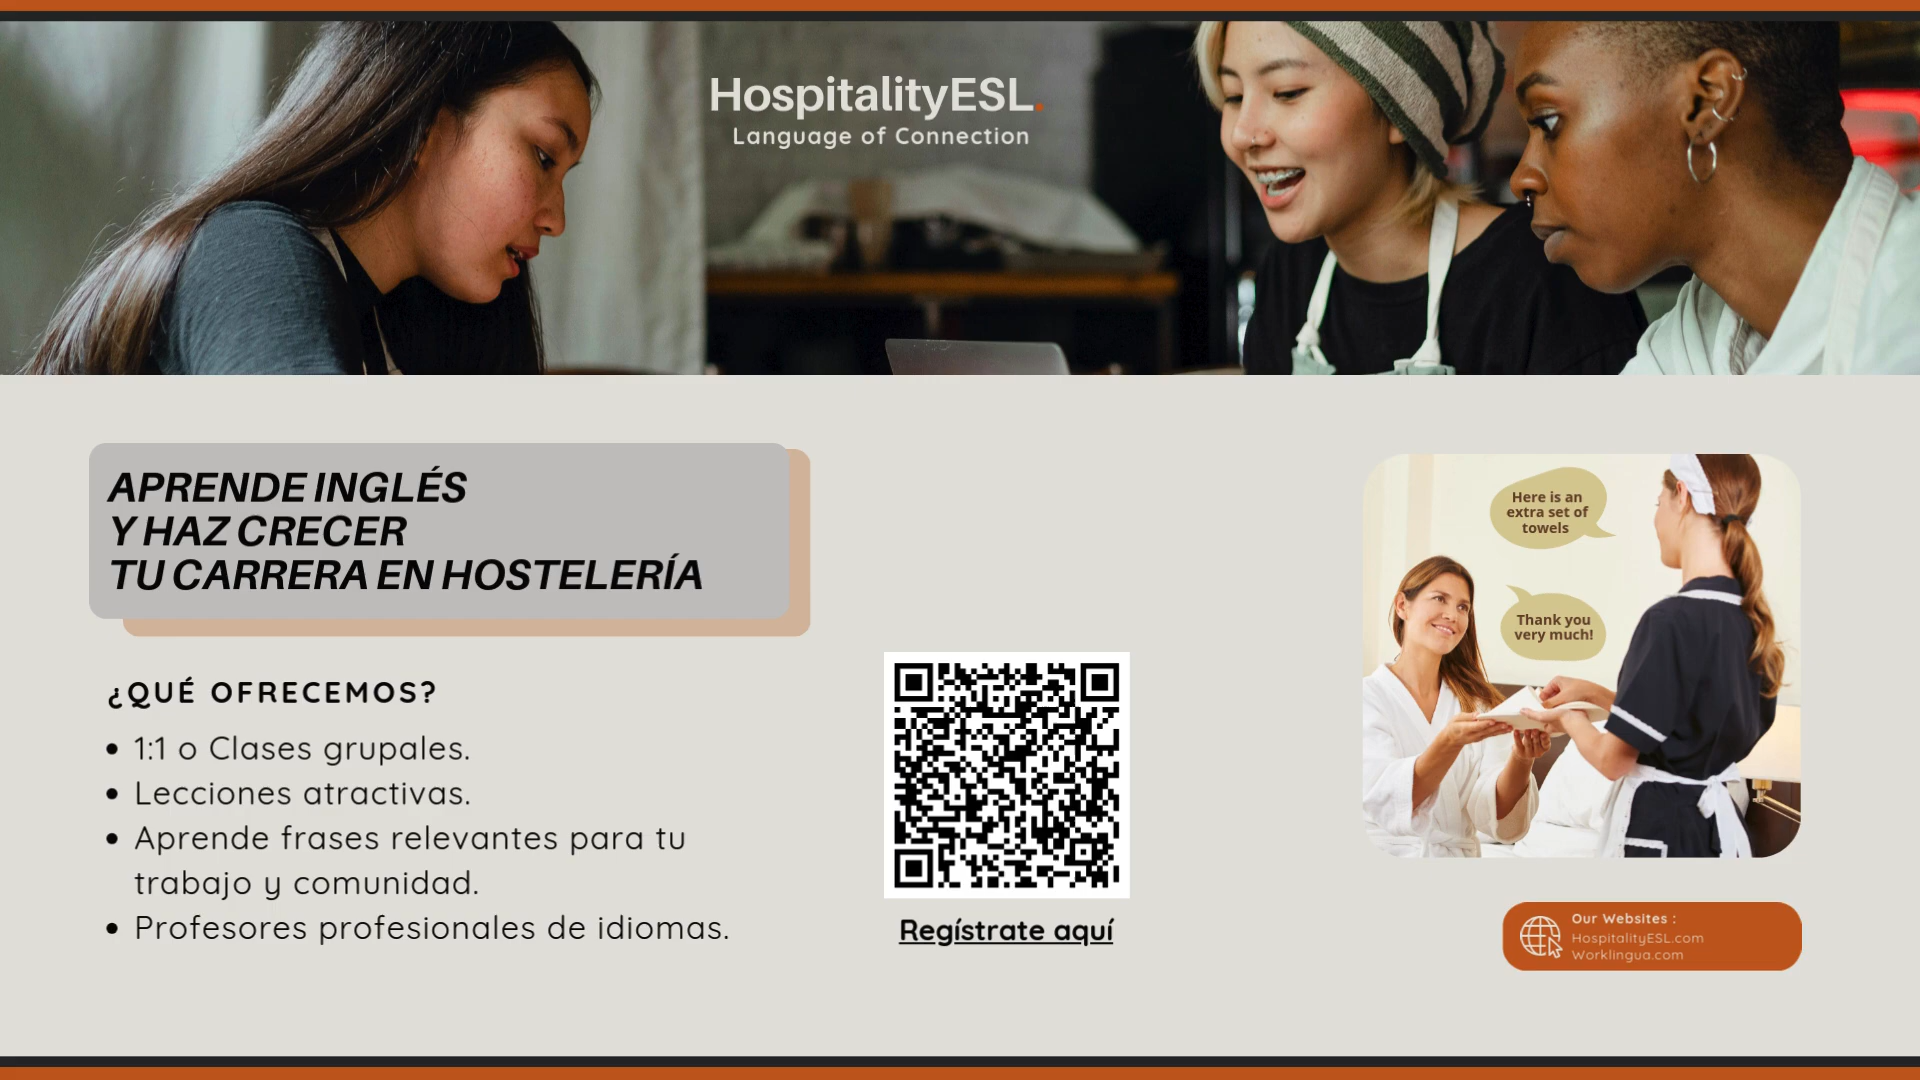 HospitalityESL.
Language of Connection
APRENDE INGLÉS
Y HAZ CRECER
TU CARRERA EN HOSTELERÍA
¿QUÉ OFRECEMOS?
• 1:1 o Clases grupales.
• Lecciones atractivas.
• Aprende frases relevantes para tu
trabajo y comunidad.
• Profesores profesionales de idiomas.
Regístrate aquí
Here is an
extra set of
towels
Thank you
very much!
Our Websites :
HospitalityESL.com
Worklingua.com